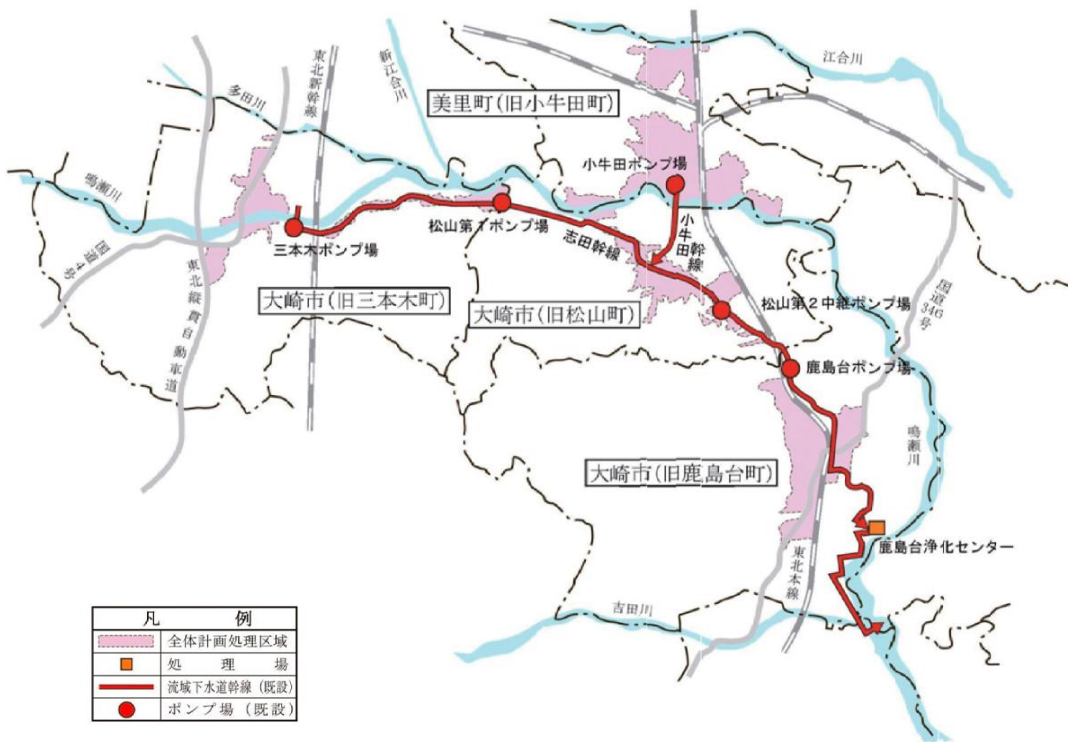 江合川
東北新幹線
新江合川
多田川
美里町(旧小牛田町)
小牛田ポンプ場
鳴瀬川
松山第1ポンプ場
志田幹線
小牛田幹線
三本木ポンプ場
国道4号
東北縦貫自動車道
大崎市(旧三本木町)
大崎市(旧松山町)
松山第2中継ポンプ場
国道346号
鹿島台ポンプ場
鳴瀬川
大崎市(旧鹿島台町)
鹿島台浄化センター
東北本線
吉田川
凡 例
全体計画処理区域
処 理 場
流域下水道幹線(既設)
ポンプ場(既設)